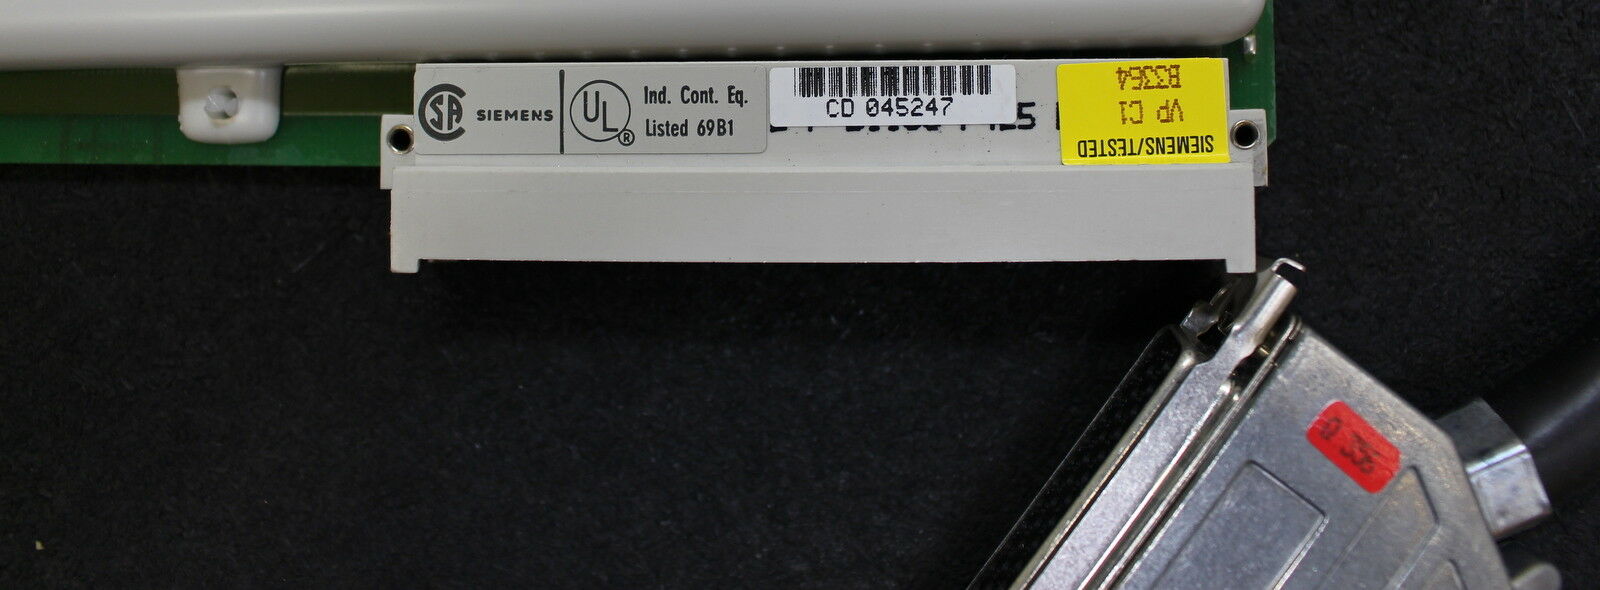 SA
SIEMENS
UL
R
Ind. Cont. Eq.
Listed 69B1
CD 045247
SIEMENS/TESTED
VP C1
B3364